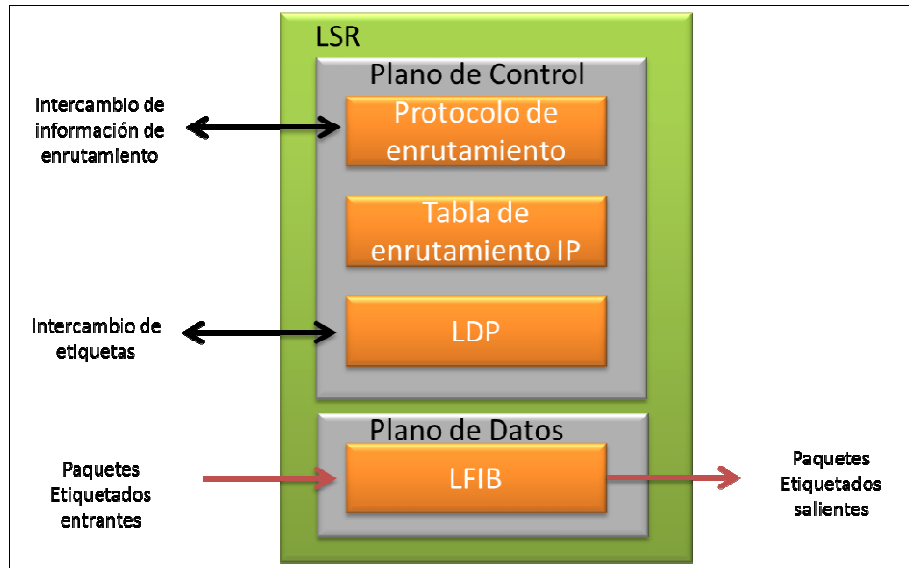 LSR
Plano de Control
Intercambio de
información de
enrutamiento
Protocolo de
enrutamiento
Tabla de
enrutamiento IP
Intercambio de
etiquetas
LDP
Plano de Datos
Paquetes
Etiquetados
entrantes
LFIB
Paquetes
Etiquetados
salientes